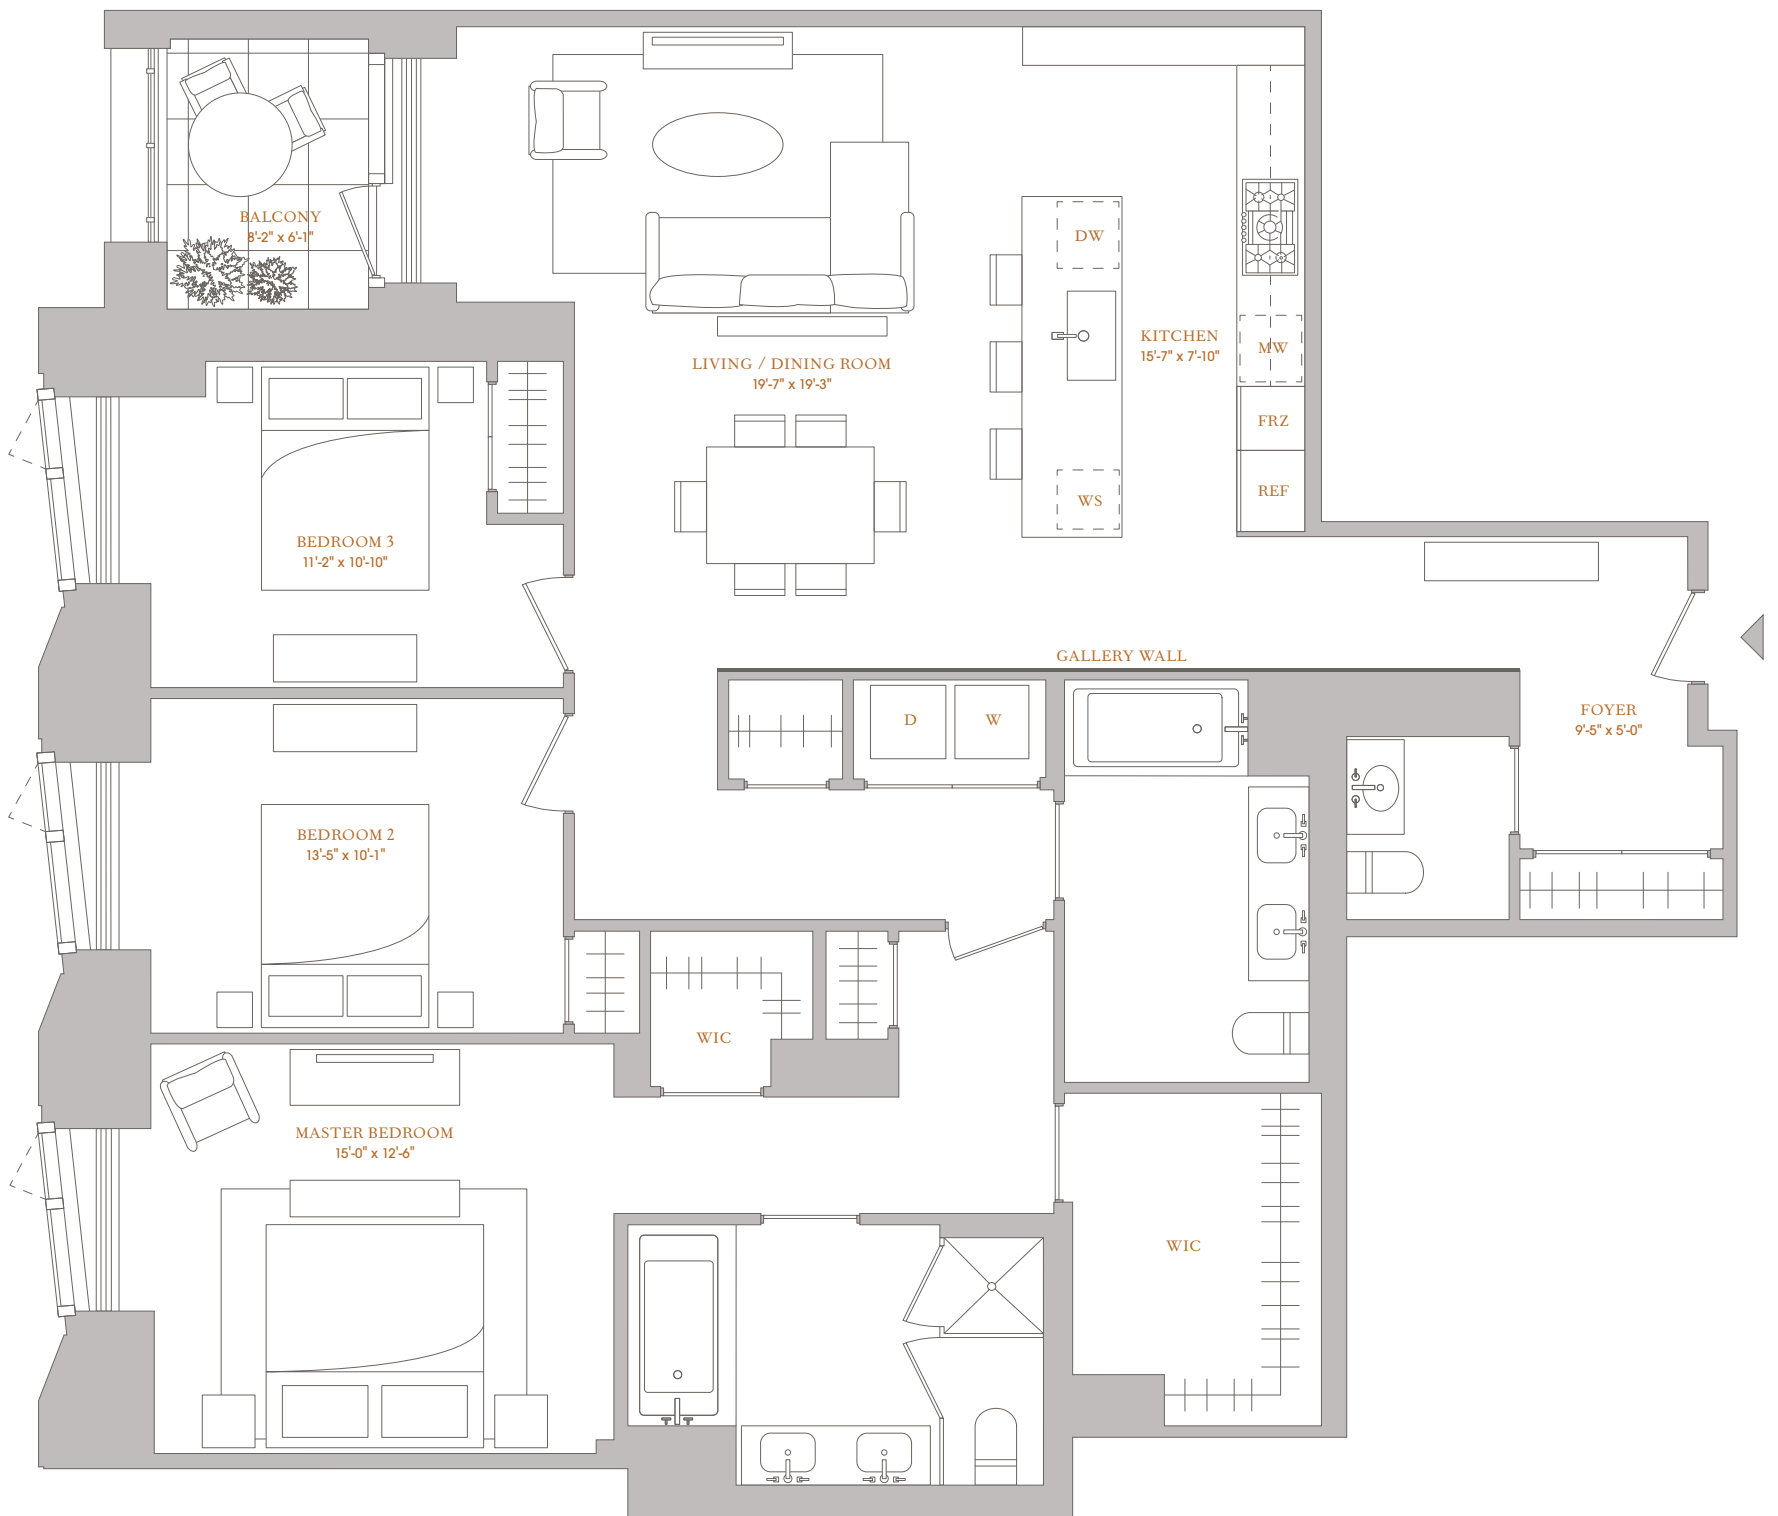 BALCONY
8'-2" x 6'-1"
DW
KITCHEN
15'-7" x 7'-10"
MW
LIVING / DINING ROOM
19'-7" x 19'-3"
FRZ
REF
WS
BEDROOM 3
11'-2" x 10'-10"
GALLERY WALL
D
W
FOYER
9'-5" x 5'-0"
BEDROOM 2
13'-5" x 10'-1"
WIC
MASTER BEDROOM
15'-0" x 12'-6"
WIC